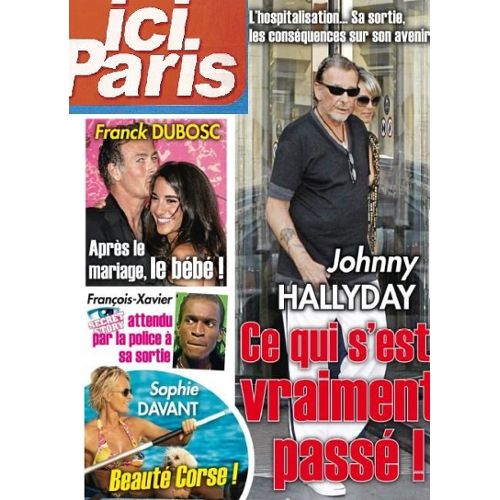 ici
Paris
L'hospitalisation... Sa sortie,
les conséquences sur son avenir
Franck DUBOSC
Après le
mariage, le bébé !
François-Xavier
SECRET
STORY
attendu
par la police à
sa sortie
Sophie
DAVANT
Beauté Corse !
Johnny
HALLYDAY
Ce qui s'est
vraiment
passé !